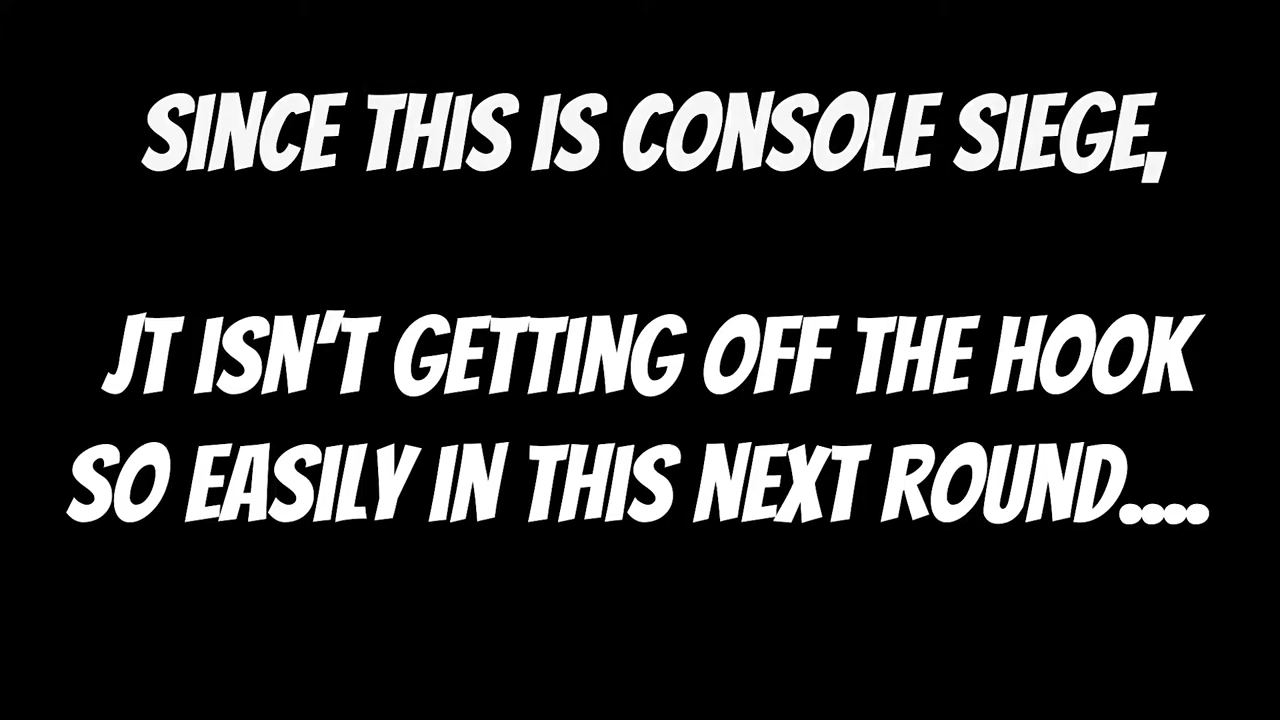 SINCE THIS IS CONSOLE SIEGE,
JT ISN'T GETTING OFF THE HOOK
SO EASILY IN THIS NEXT ROUND....